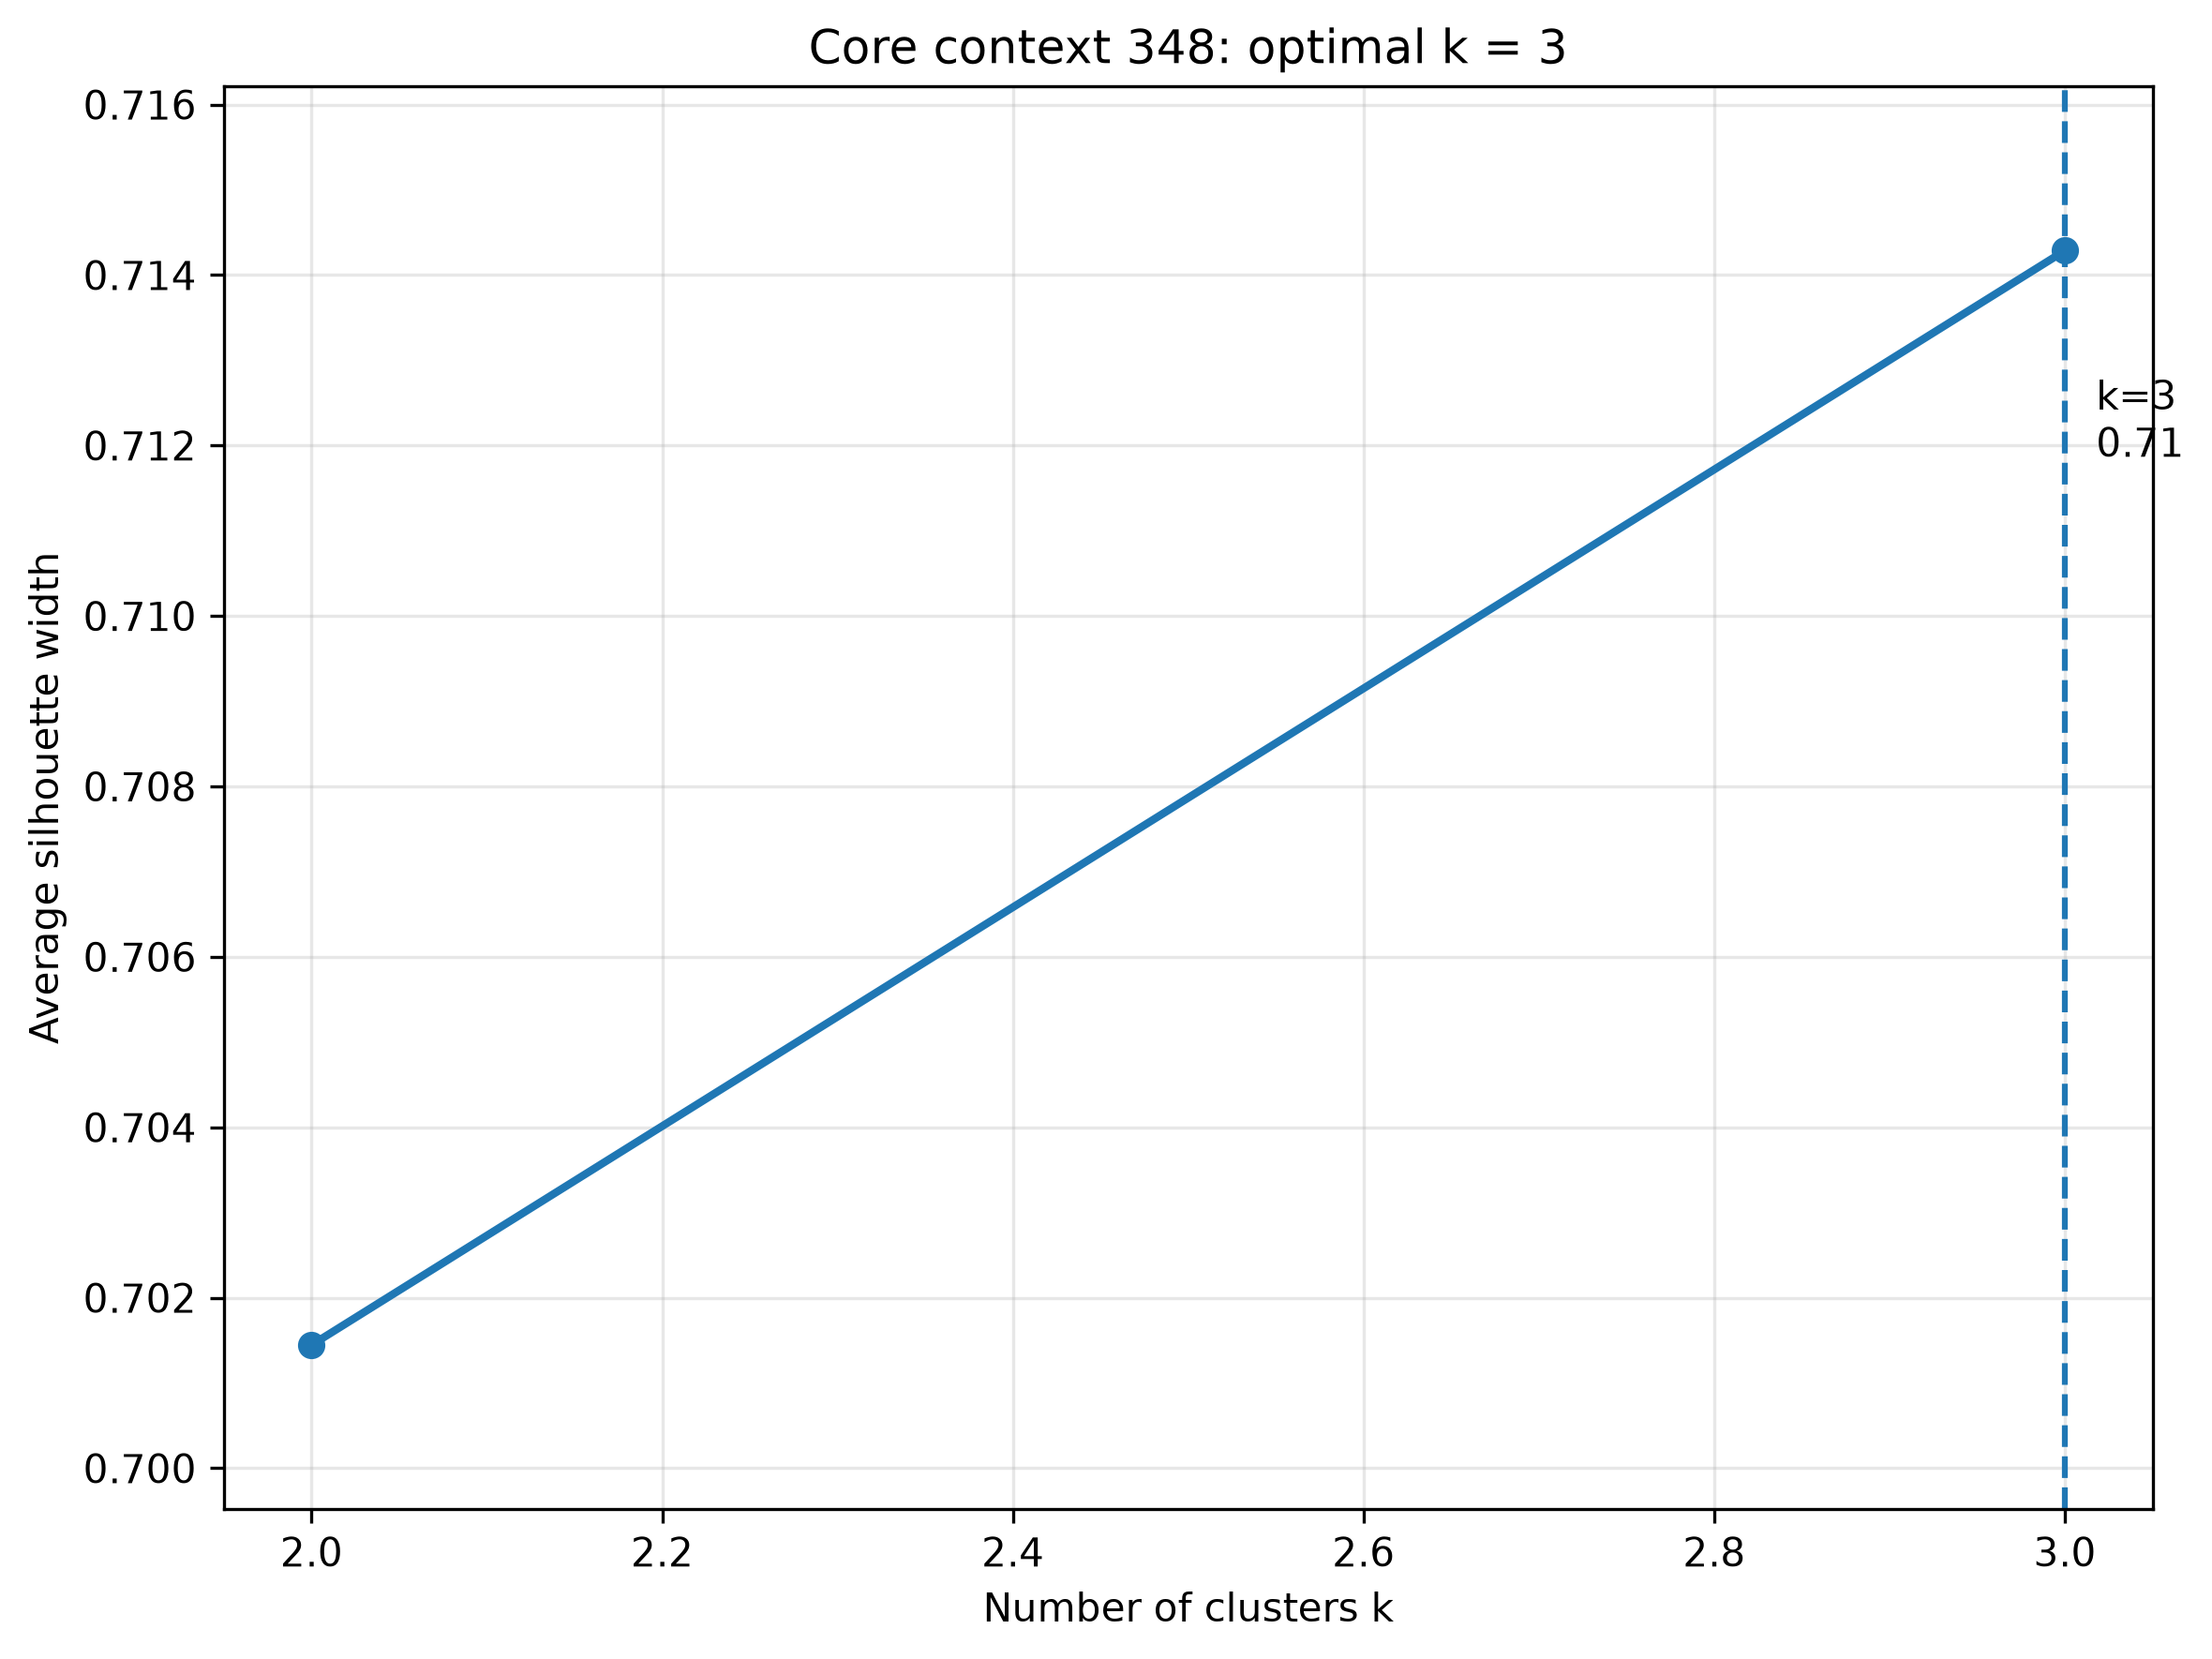 Core context 348: optimal k = 3
0.716
0.714
0.712
0.710
0.708
0.706
0.704
0.702
0.700
Average silhouette width
k=3
0.71
2.0 2.2 2.4 2.6 2.8 3.0
Number of clusters k